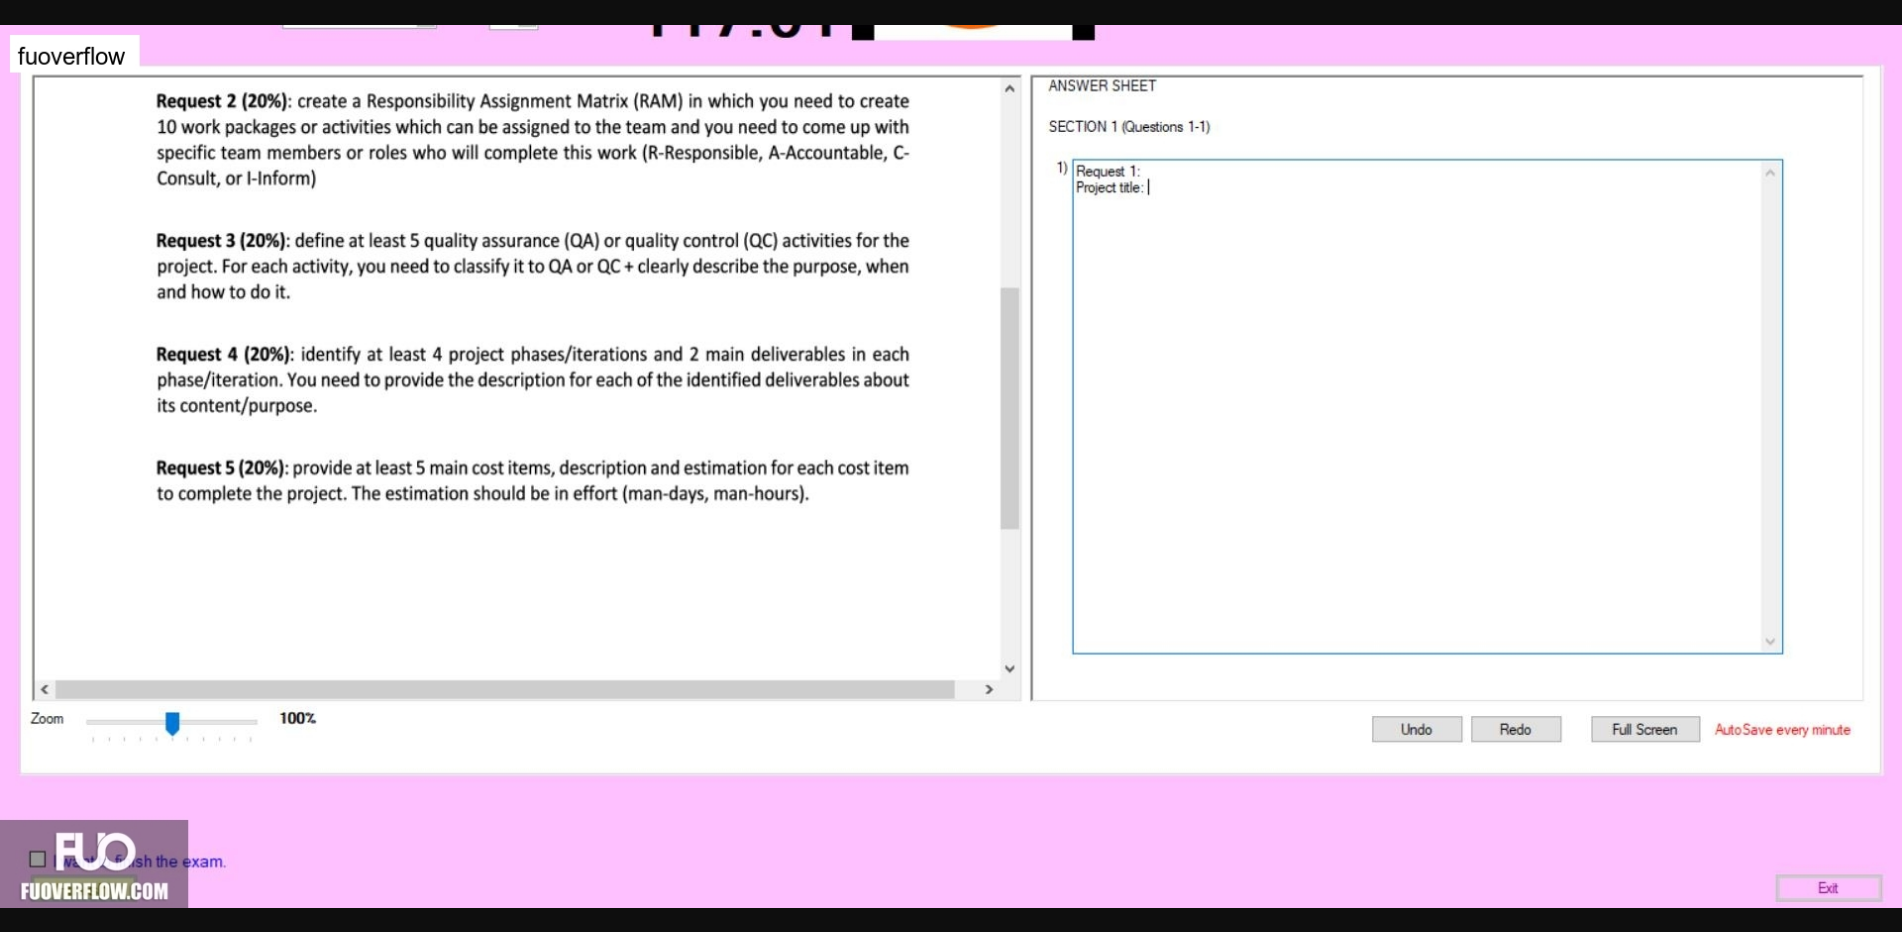 fuoverflow
Request 2 (20%): create a Responsibility Assignment Matrix (RAM) in which you need to create
10 work packages or activities which can be assigned to the team and you need to come up with
specific team members or roles who will complete this work (R-Responsible, A-Accountable, C-
Consult, or I-Inform)
Request 3 (20%): define at least 5 quality assurance (QA) or quality control (QC) activities for the
project. For each activity, you need to classify it to QA or QC + clearly describe the purpose, when
and how to do it.
Request 4 (20%): identify at least 4 project phases/iterations and 2 main deliverables in each
phase/iteration. You need to provide the description for each of the identified deliverables about
its content/purpose.
Request 5 (20%): provide at least 5 main cost items, description and estimation for each cost item
to complete the project. The estimation should be in effort (man-days, man-hours).
ANSWER SHEET
SECTION 1 (Questions 1-1)
1)
Request 1:
Project title:
Zoom
100%
Undo
Redo
Full Screen
AutoSave every minute
FUO
the exam.
FUOVERFLOW.COM
Exit